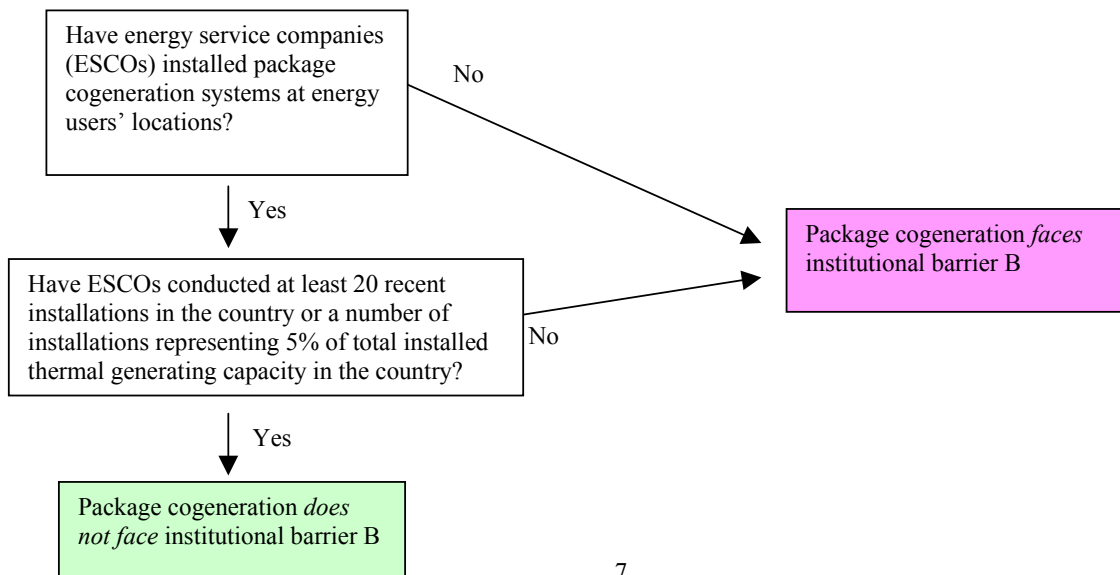 Have energy service companies
(ESCOs) installed package
cogeneration systems at energy
users’ locations?
No
Yes
Package cogeneration faces
institutional barrier B
Have ESCOs conducted at least 20 recent
installations in the country or a number of
installations representing 5% of total installed
thermal generating capacity in the country?
No
Yes
Package cogeneration does
not face institutional barrier B
7